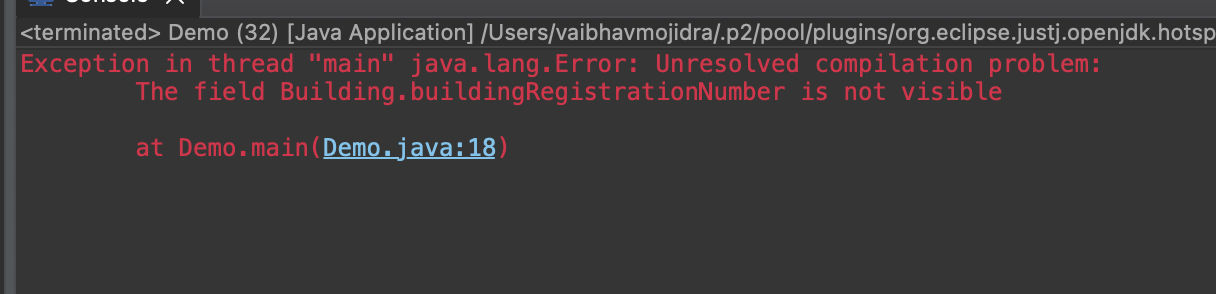 Console
<terminated> Demo (32) [Java Application] /Users/vaibhavmojidra/.p2/pool/plugins/org.eclipse.justj.openjdk.hotsp
Exception in thread "main" java.lang.Error: Unresolved compilation problem:
The field Building.buildingRegistrationNumber is not visible
at Demo.main(Demo.java:18)